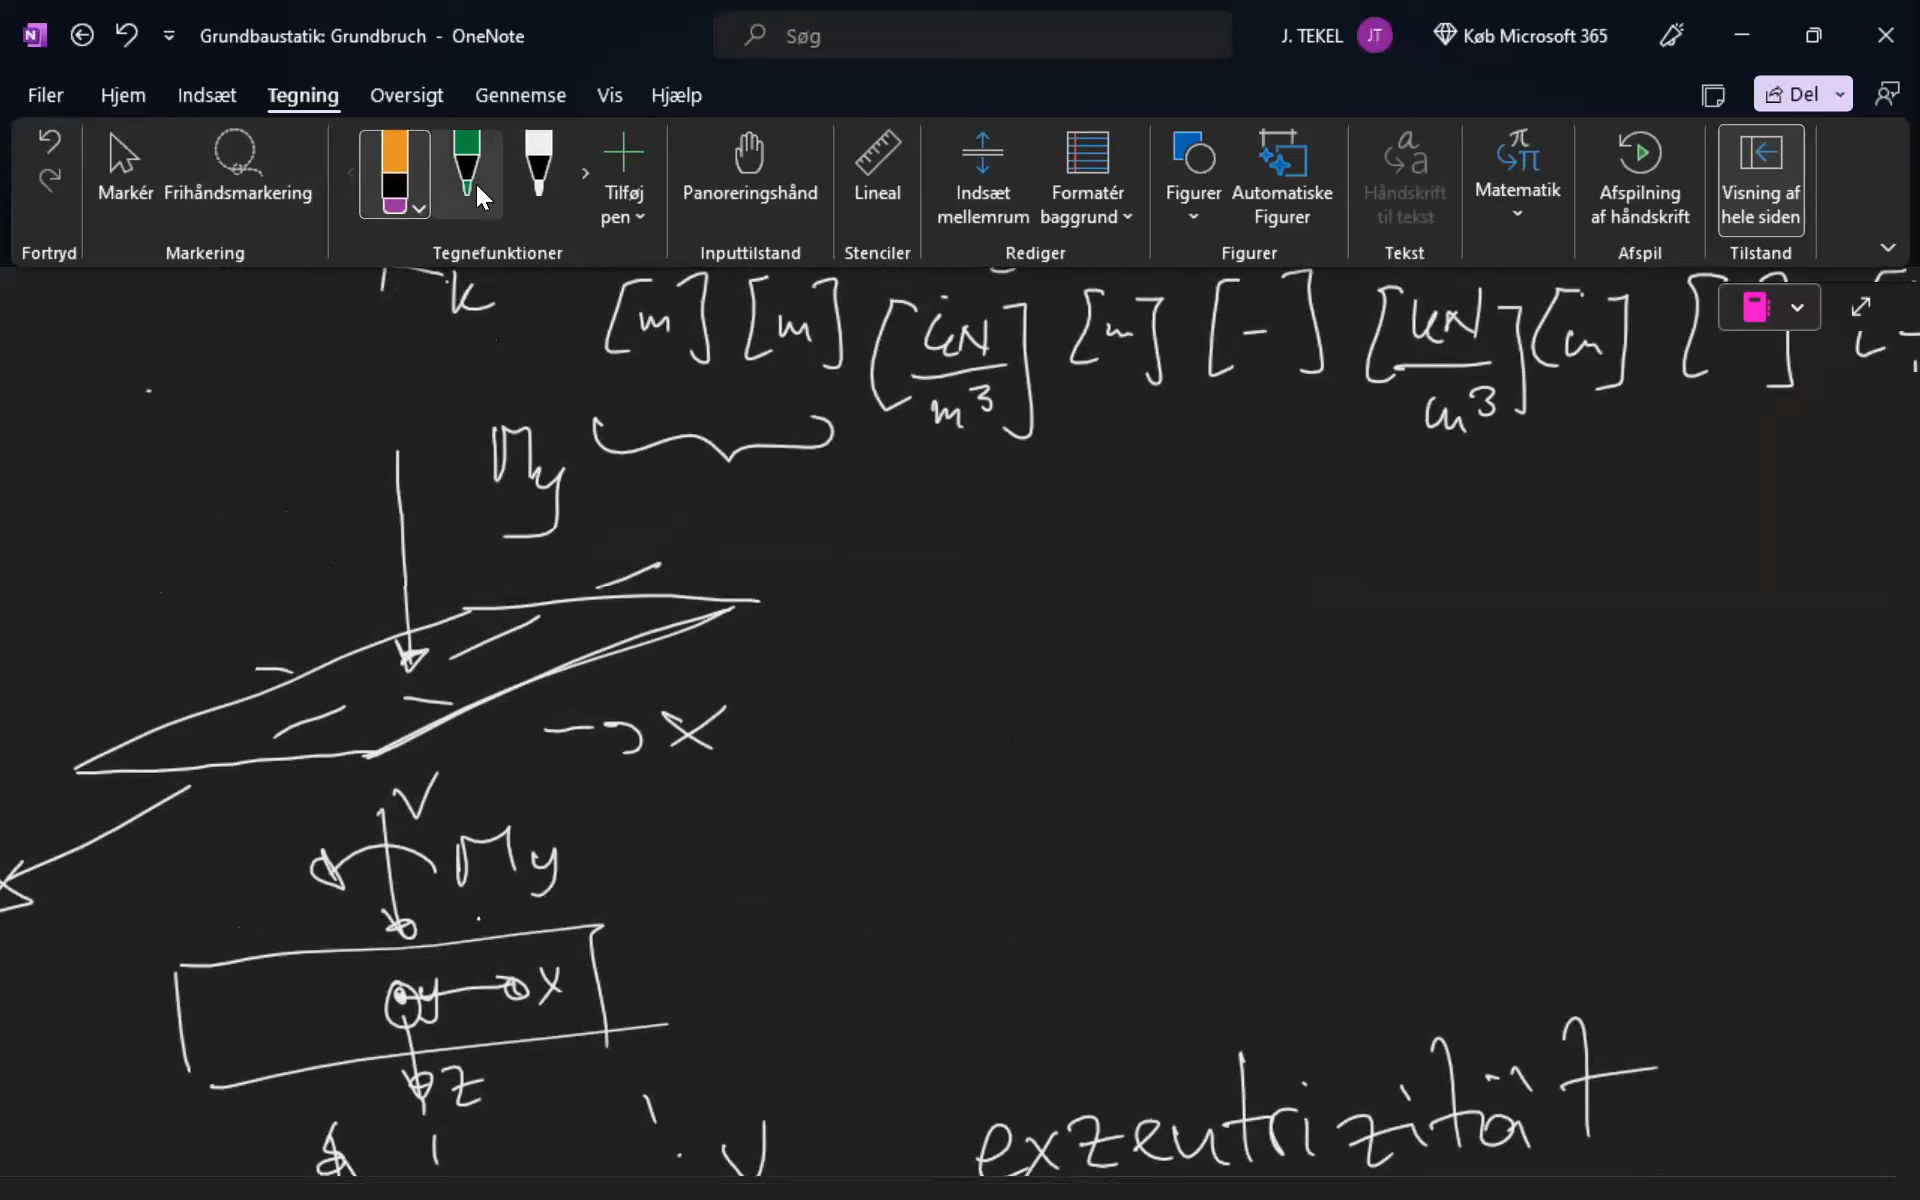 Grundbaustatik: Grundbruch - OneNote
Søg
J. TEKEL
JT
Køb Microsoft 365
Filer
Hjem
Indsæt
Tegning
Oversigt
Gennemse
Vis
Hjælp
Del
Markér
Frihåndsmarkering
Tilføj pen
Panoreringshånd
Lineal
Indsæt mellemrum
Formatér baggrund
Figurer
Automatiske Figurer
Håndskrift til tekst
Matematik
Afspilning af håndskrift
Visning af hele siden
Fortryd
Markering
Tegnefunktioner
Inputtilstand
Stenciler
Rediger
Figurer
Tekst
Afspil
Tilstand
k
[m] [m] [kN/m³] [m] [-] [kN/m³] [m]
My
x
V
My
y x
z
exzentrizität